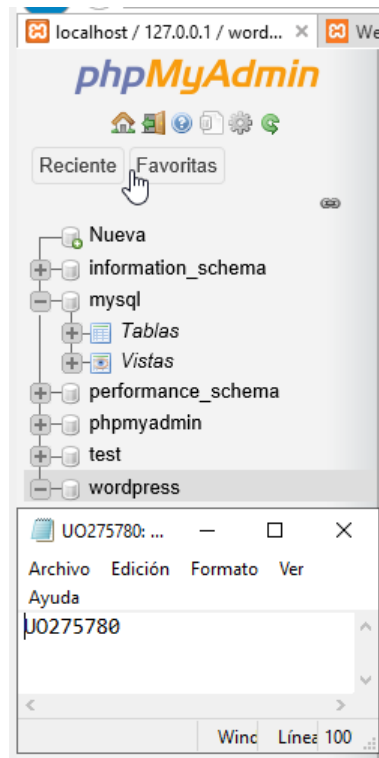 localhost / 127.0.0.1 / word... We
phpMyAdmin
Reciente Favoritas
Nueva
information_schema
mysql
Tablas
Vistas
performance_schema
phpmyadmin
test
wordpress
UO275780: ...
Archivo Edición Formato Ver
Ayuda
UO275780
Winc Línea 100